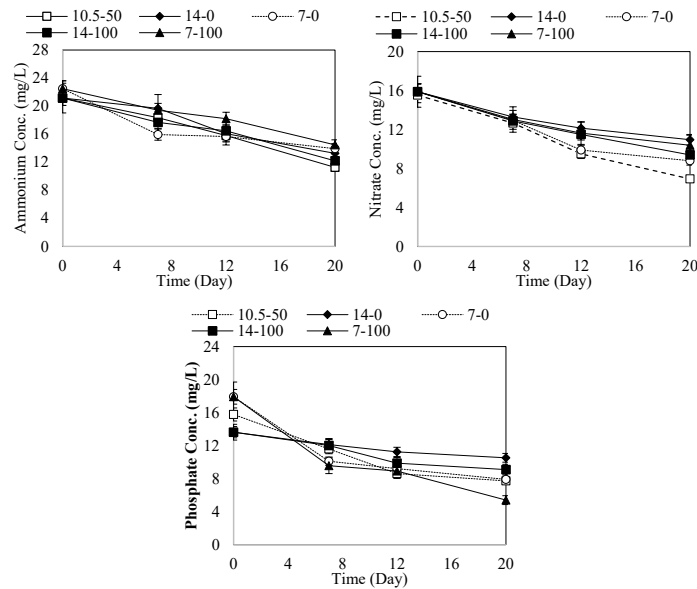 10.5-50 14-0 7-0
14-100 7-100
Ammonium Conc. (mg/L)
28
24
20
16
12
8
4
0
0 4 8 12 16 20
Time (Day)
10.5-50 14-0 7-0
14-100 7-100
Nitrate Conc. (mg/L)
20
16
12
8
4
0
0 4 8 12 16 20
Time (Day)
10.5-50 14-0 7-0
14-100 7-100
Phosphate Conc. (mg/L)
24
20
16
12
8
4
0
0 4 8 12 16 20
Time (Day)